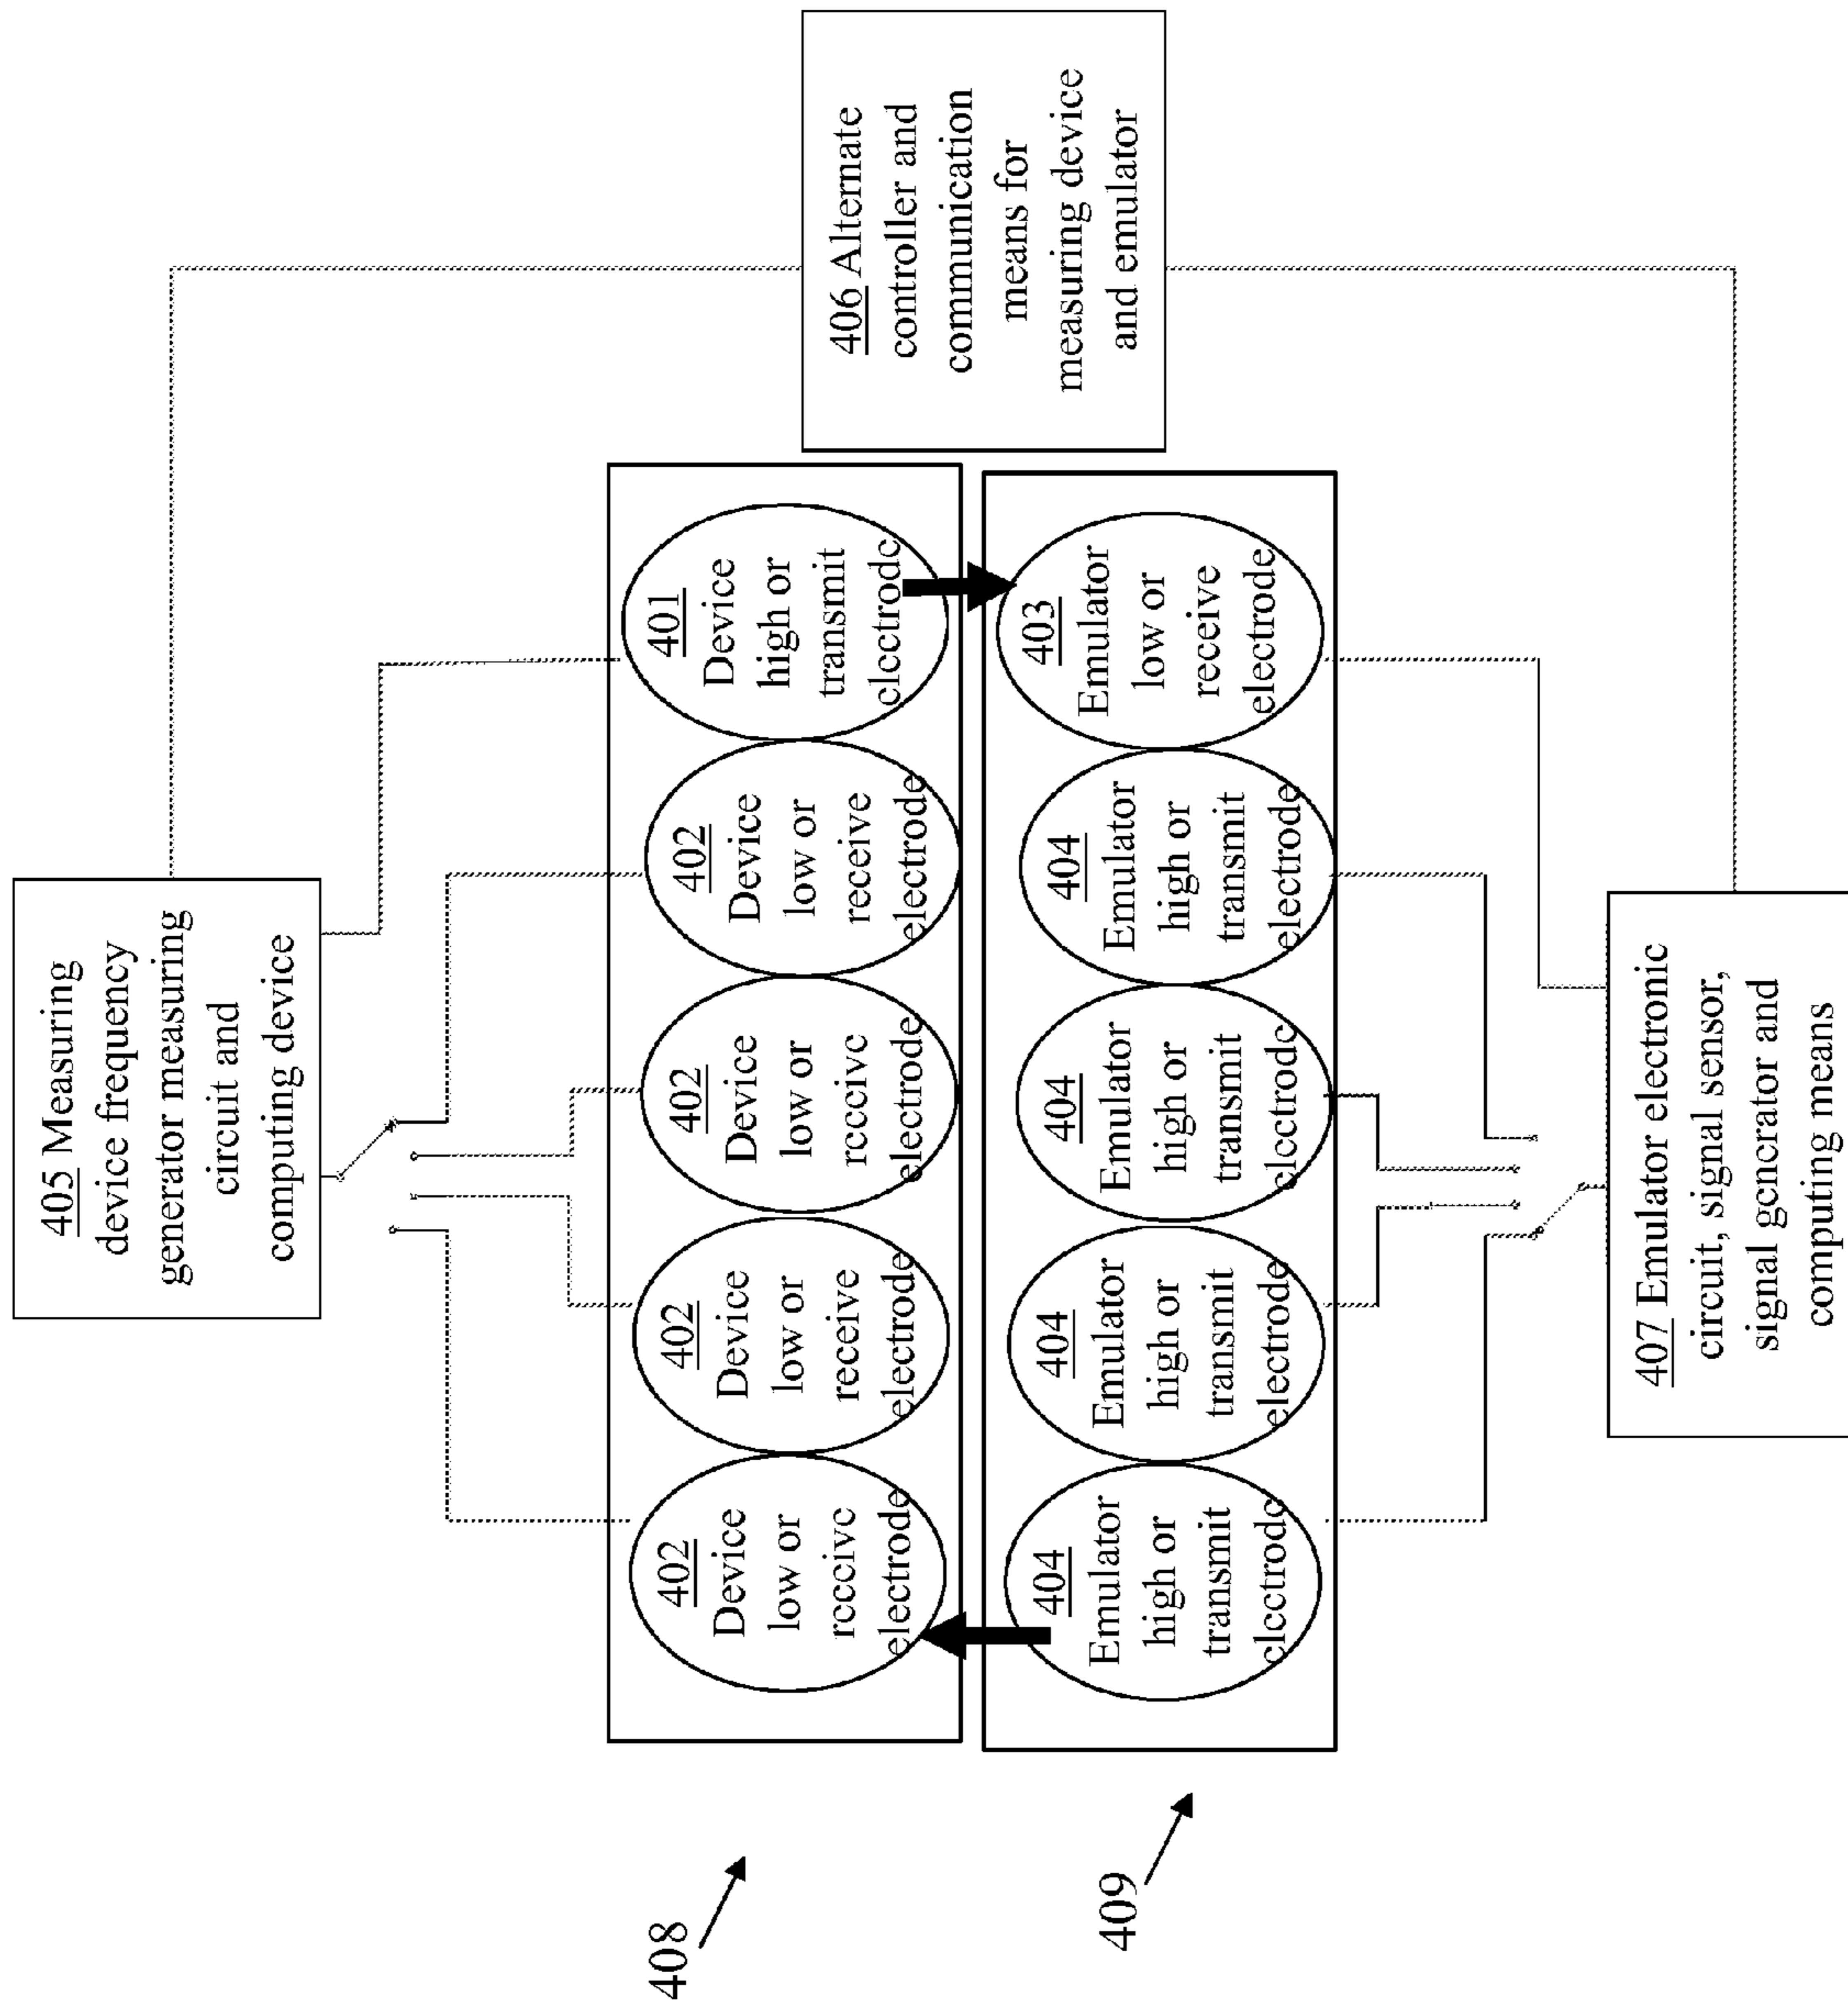 405 Measuring
device frequency
generator measuring
circuit and
computing device
408
402
Device
low or
receive
electrode
402
Device
low or
receive
electrode
402
Device
low or
receive
electrode
402
Device
low or
receive
electrode
401
Device
high or
transmit
electrode
406 Alternate
controller and
communication
means for
measuring device
and emulator
409
404
Emulator
high or
transmit
electrode
404
Emulator
high or
transmit
electrode
404
Emulator
high or
transmit
electrode
404
Emulator
high or
transmit
electrode
403
Emulator
low or
receive
electrode
407 Emulator electronic
circuit, signal sensor,
signal generator and
computing means